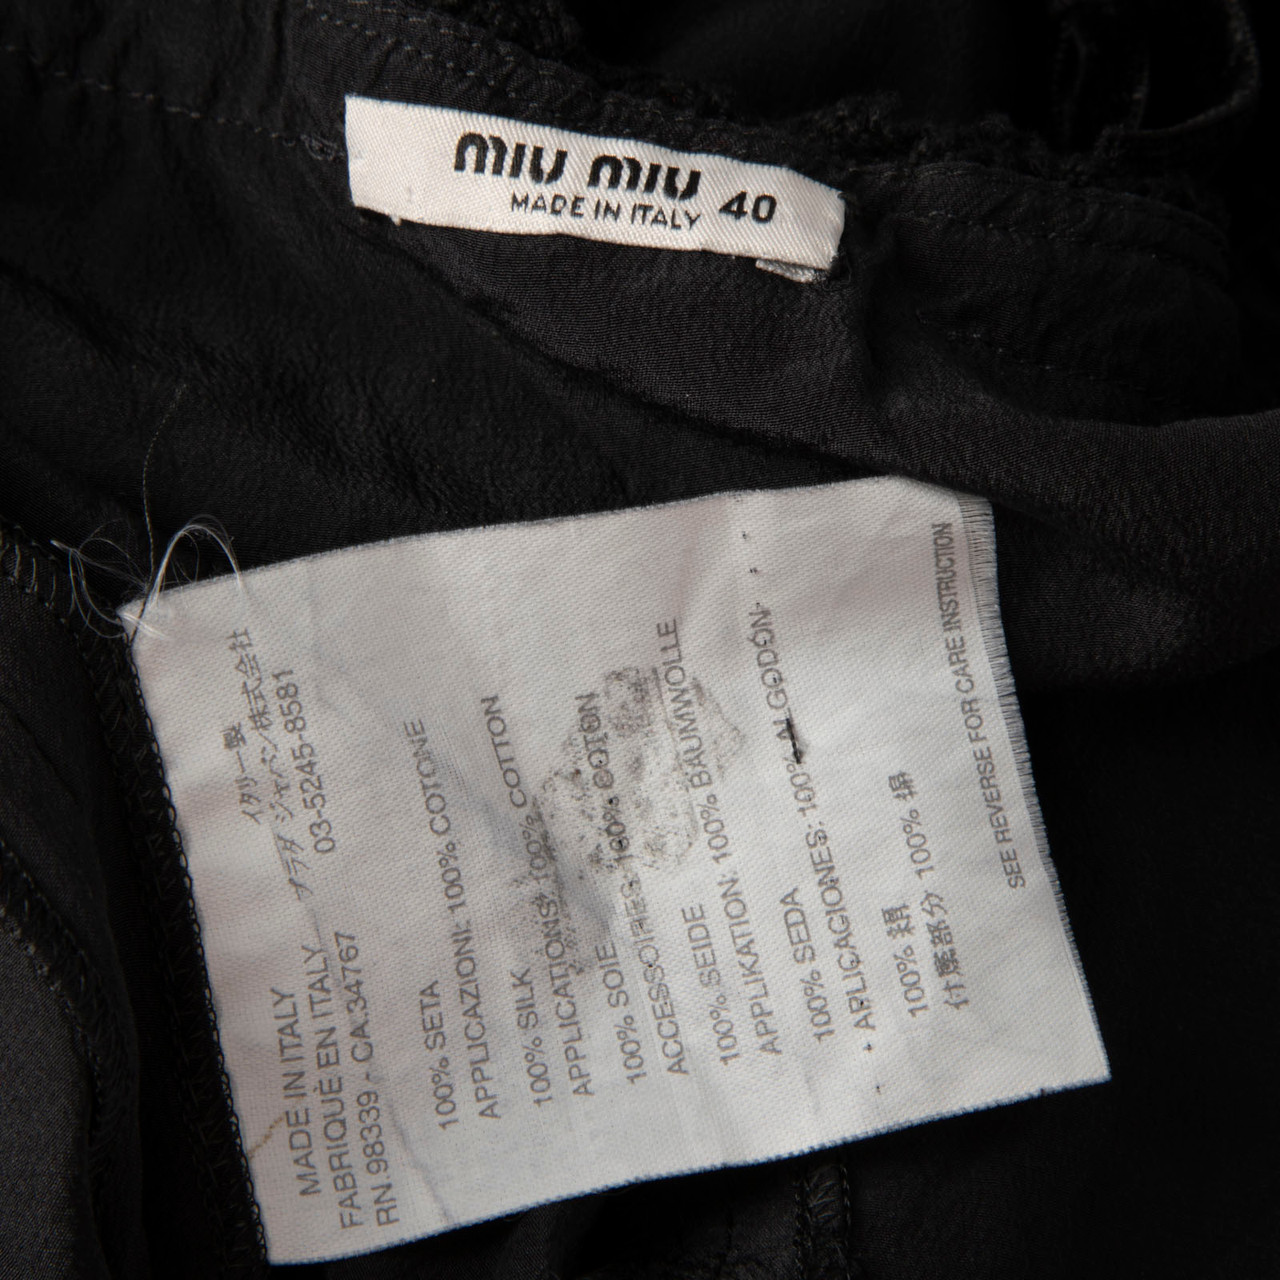 miu miu 40
MADE IN ITALY
イタリー製
プラダ ジャパン株式会社
03-5245-8581
MADE IN ITALY
FABRIQUÈ EN ITALY
RN.98339 - CA.34767
100% SETA
APPLICAZIONI: 100% COTONE
100% SILK
APPLICATIONS: 100% COTTON
100% SOIE
ACCESSOIRES: 100% COTON
100% SEIDE
APPLIKATION: 100% BAUMWOLLE
100% SEDA
APLICAGIONES: 100% ALGODÓN
100% 絹
付属部分 100% 綿
SEE REVERSE FOR CARE INSTRUCTION